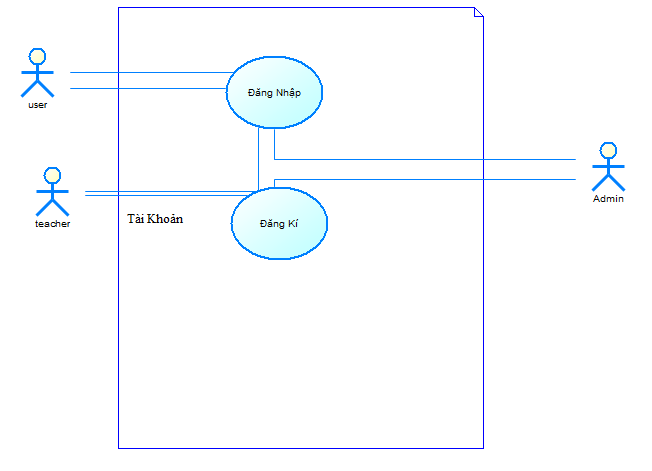 Đăng Nhập
user
Admin
teacher
Tài Khoản
Đăng Kí